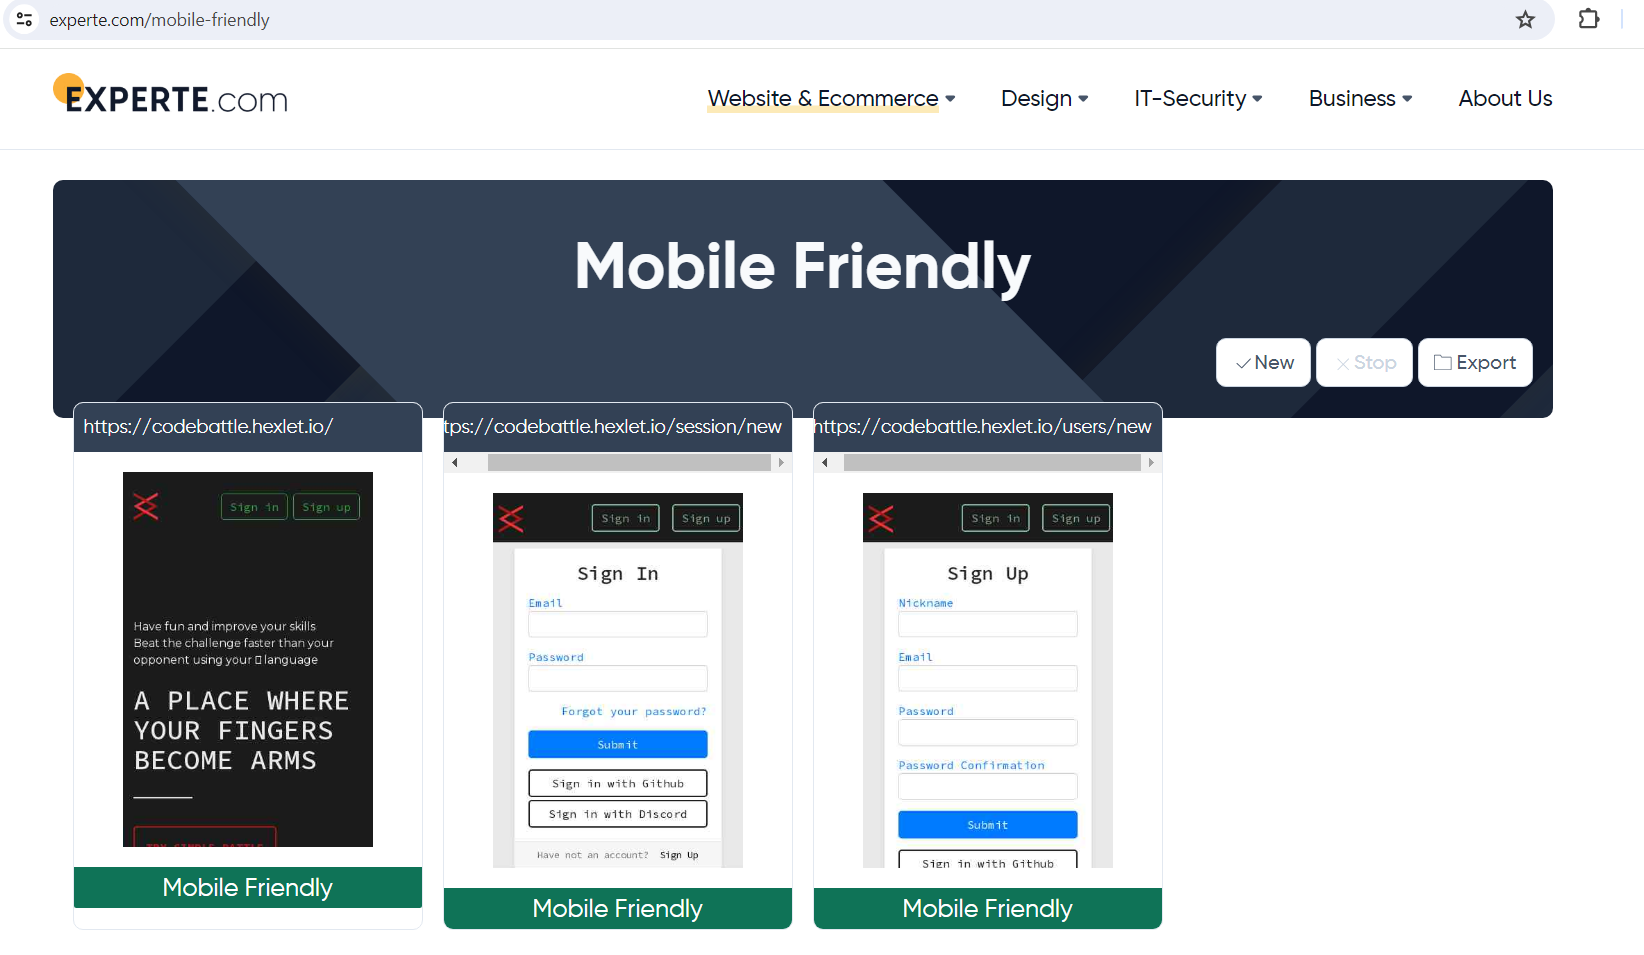 experte.com/mobile-friendly
EXPERTE.com
Website & Ecommerce
Design
IT-Security
Business
About Us
Mobile Friendly
New
Stop
Export
https://codebattle.hexlet.io/
Sign in
Sign up
Have fun and improve your skills
Beat the challenge faster than your
opponent using your language
A PLACE WHERE
YOUR FINGERS
BECOME ARMS
Mobile Friendly
tps://codebattle.hexlet.io/session/new
Sign in
Sign up
Sign In
Email
Password
Forgot your password?
Submit
Sign in with Github
Sign in with Discord
Have not an account? Sign Up
Mobile Friendly
https://codebattle.hexlet.io/users/new
Sign in
Sign up
Sign Up
Nickname
Email
Password
Password Confirmation
Submit
Sign in with Github
Mobile Friendly